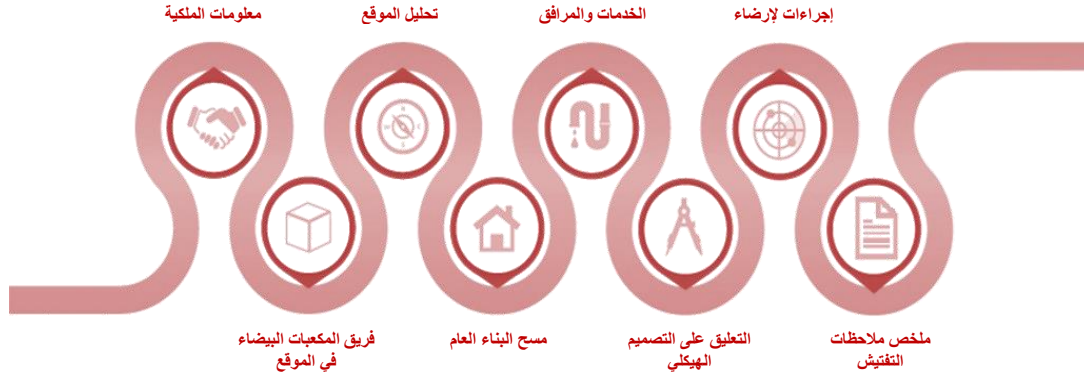 معلومات الملكية
تحليل الموقع
الخدمات والمرافق
إجراءات لإرضاء
N
W
E
S
فريق المكعبات البيضاء
في الموقع
مسح البناء العام
التعليق على التصميم
الهيكلي
ملخص ملاحظات
التفتيش